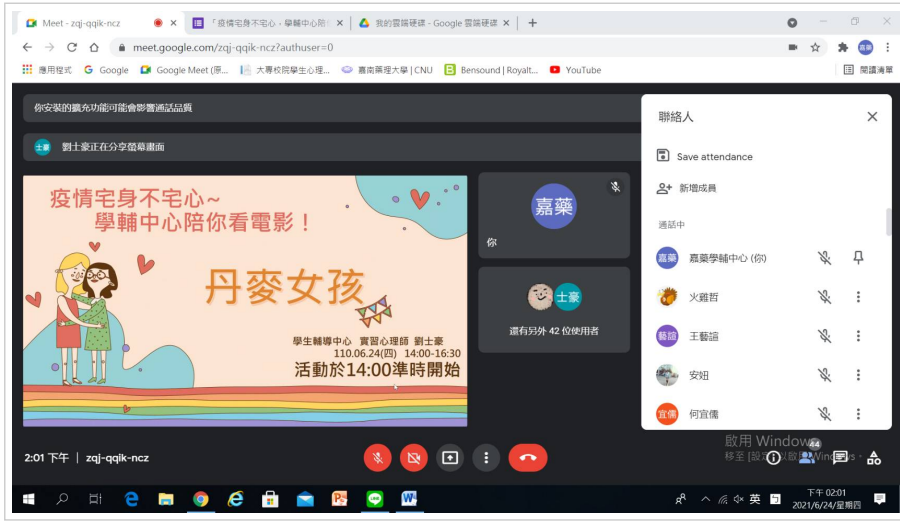 Meet - zqj-qqik-ncz
「疫情宅身不宅心，學輔中心陪
我的雲端硬碟 - Google 雲端硬碟
meet.google.com/zqj-qqik-ncz?authuser=0
嘉藥
應用程式
Google
Google Meet (原...
大專校院學生心理...
嘉南藥理大學 | CNU
Bensound | Royalt...
YouTube
閱讀清單
你安裝的擴充功能可能會影響通話品質
士豪
劉士豪正在分享螢幕畫面
疫情宅身不宅心~
學輔中心陪你看電影！
丹麥女孩
學生輔導中心 實習心理師 劉士豪
110.06.24(四) 14:00-16:30
活動於14:00準時開始
嘉藥
你
士豪
還有另外 42 位使用者
聯絡人
Save attendance
新增成員
通話中
嘉藥
嘉藥學輔中心 (你)
火雞哲
藝諠
王藝諠
安妞
宜儒
何宜儒
啟用 Windows
移至 [設定] 以啟用 Windows。
44
2:01 下午 | zqj-qqik-ncz
英
下午 02:01
2021/6/24/星期四